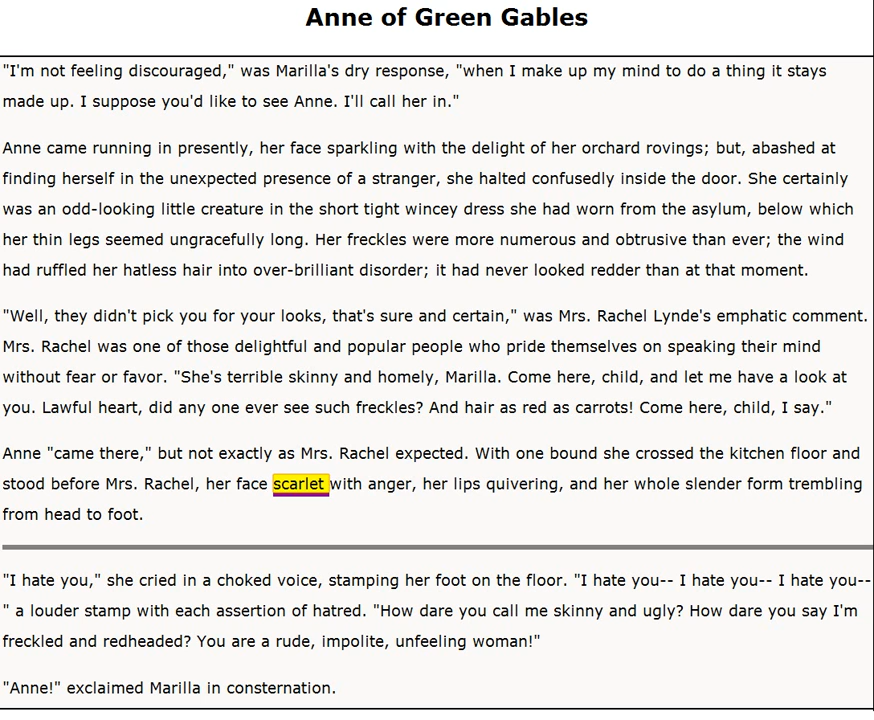 Anne of Green Gables
"I'm not feeling discouraged," was Marilla's dry response, "when I make up my mind to do a thing it stays
made up. I suppose you'd like to see Anne. I'll call her in."
Anne came running in presently, her face sparkling with the delight of her orchard rovings; but, abashed at
finding herself in the unexpected presence of a stranger, she halted confusedly inside the door. She certainly
was an odd-looking little creature in the short tight wincey dress she had worn from the asylum, below which
her thin legs seemed ungracefully long. Her freckles were more numerous and obtrusive than ever; the wind
had ruffled her hatless hair into over-brilliant disorder; it had never looked redder than at that moment.
"Well, they didn't pick you for your looks, that's sure and certain," was Mrs. Rachel Lynde's emphatic comment.
Mrs. Rachel was one of those delightful and popular people who pride themselves on speaking their mind
without fear or favor. "She's terrible skinny and homely, Marilla. Come here, child, and let me have a look at
you. Lawful heart, did any one ever see such freckles? And hair as red as carrots! Come here, child, I say."
Anne "came there," but not exactly as Mrs. Rachel expected. With one bound she crossed the kitchen floor and
stood before Mrs. Rachel, her face scarlet with anger, her lips quivering, and her whole slender form trembling
from head to foot.
"I hate you," she cried in a choked voice, stamping her foot on the floor. "I hate you-- I hate you-- I hate you--
" a louder stamp with each assertion of hatred. "How dare you call me skinny and ugly? How dare you say I'm
freckled and redheaded? You are a rude, impolite, unfeeling woman!"
"Anne!" exclaimed Marilla in consternation.